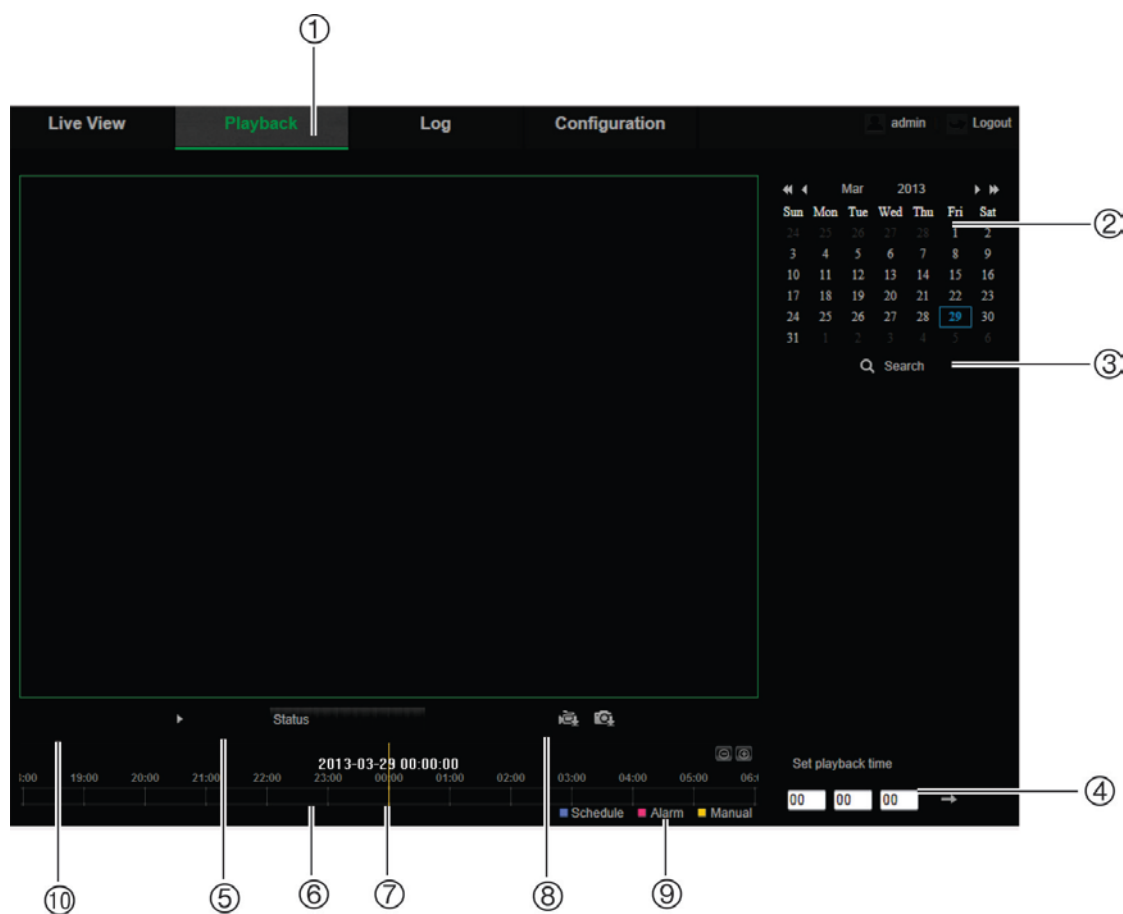 ①
Live View Playback Log Configuration admin Logout
Mar 2013
Sun Mon Tue Wed Thu Fri Sat
24 25 26 27 28 1 2
②
3 4 5 6 7 8 9
10 11 12 13 14 15 16
17 18 19 20 21 22 23
24 25 26 27 28 29 30
31 1 2 3 4 5 6
Search
③
Status
2013-03-29 00:00:00
:00 19:00 20:00 21:00 22:00 23:00 00:00 01:00 02:00 03:00 04:00 05:00 06:
Set playback time
00 00 00
④
Schedule Alarm Manual
⑩ ⑤ ⑥ ⑦ ⑧ ⑨